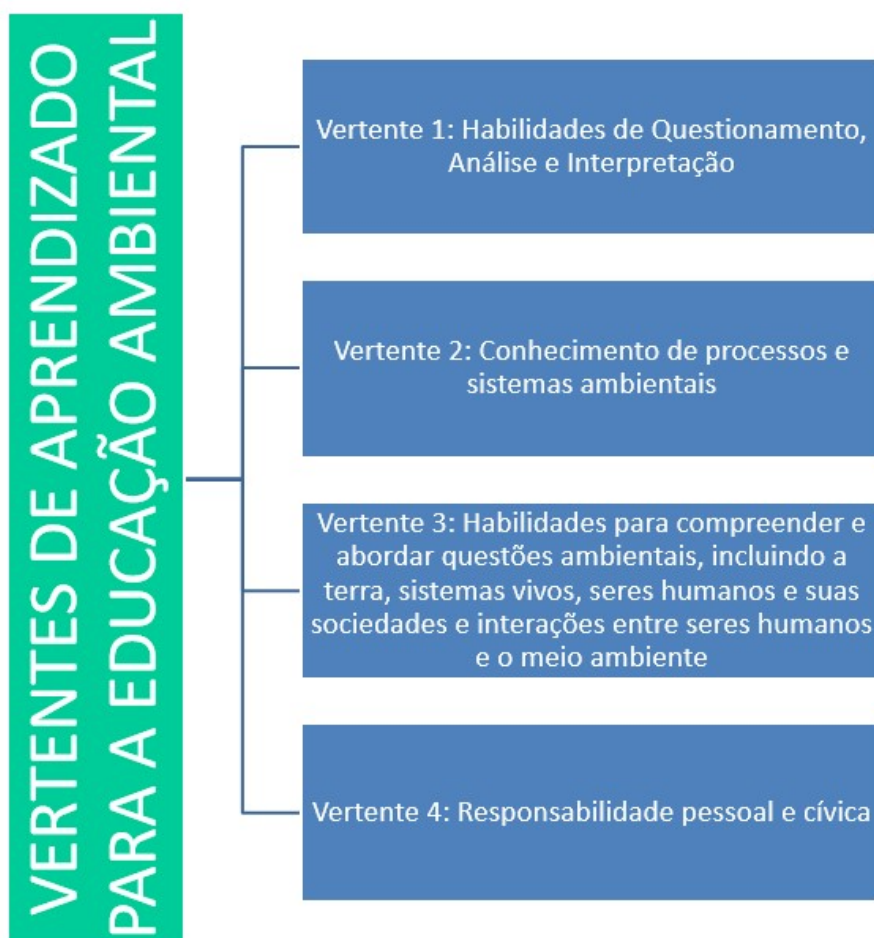 VERTENTES DE APRENDIZADO
PARA A EDUCAÇÃO AMBIENTAL
Vertente 1: Habilidades de Questionamento,
Análise e Interpretação
Vertente 2: Conhecimento de processos e
sistemas ambientais
Vertente 3: Habilidades para compreender e
abordar questões ambientais, incluindo a
terra, sistemas vivos, seres humanos e suas
sociedades e interações entre seres humanos
e o meio ambiente
Vertente 4: Responsabilidade pessoal e cívica